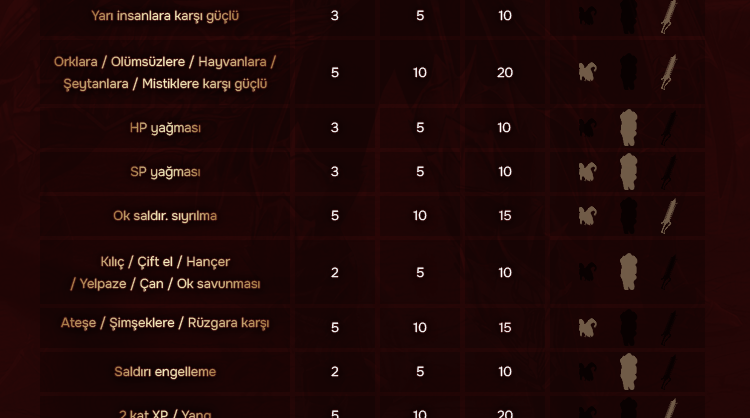 Yarı insanlara karşı güçlü 3 5 10
Orklara / Olümsüzlere / Hayvanlara /
Şeytanlara / Mistiklere karşı güçlü 5 10 20
HP yağması 3 5 10
SP yağması 3 5 10
Ok saldır. sıyrılma 5 10 15
Kılıç / Çift el / Hançer
/ Yelpaze / Çan / Ok savunması 2 5 10
Ateşe / Şimşeklere / Rüzgara karşı 5 10 15
Saldırı engelleme 2 5 10
2 kat XP / Yang 5 10 20